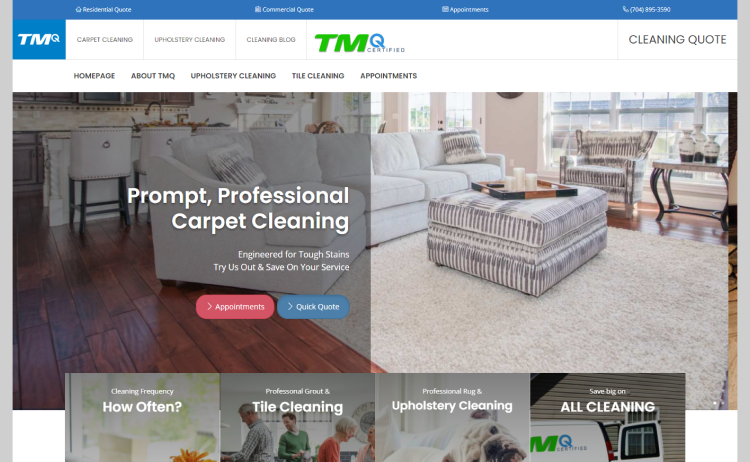 Residential Quote
Commercial Quote
Appointments
(704) 895-3590
TMQ
CARPET CLEANING
UPHOLSTERY CLEANING
CLEANING BLOG
TMQ
CERTIFIED
CLEANING QUOTE
HOMEPAGE
ABOUT TMQ
UPHOLSTERY CLEANING
TILE CLEANING
APPOINTMENTS
Prompt, Professional
Carpet Cleaning
Engineered for Tough Stains
Try Us Out & Save On Your Service
Appointments
Quick Quote
Cleaning Frequency
How Often?
Professonal Grout &
Tile Cleaning
Professional Rug &
Upholstery Cleaning
Save big on
ALL CLEANING
MQ
CERTIFIED